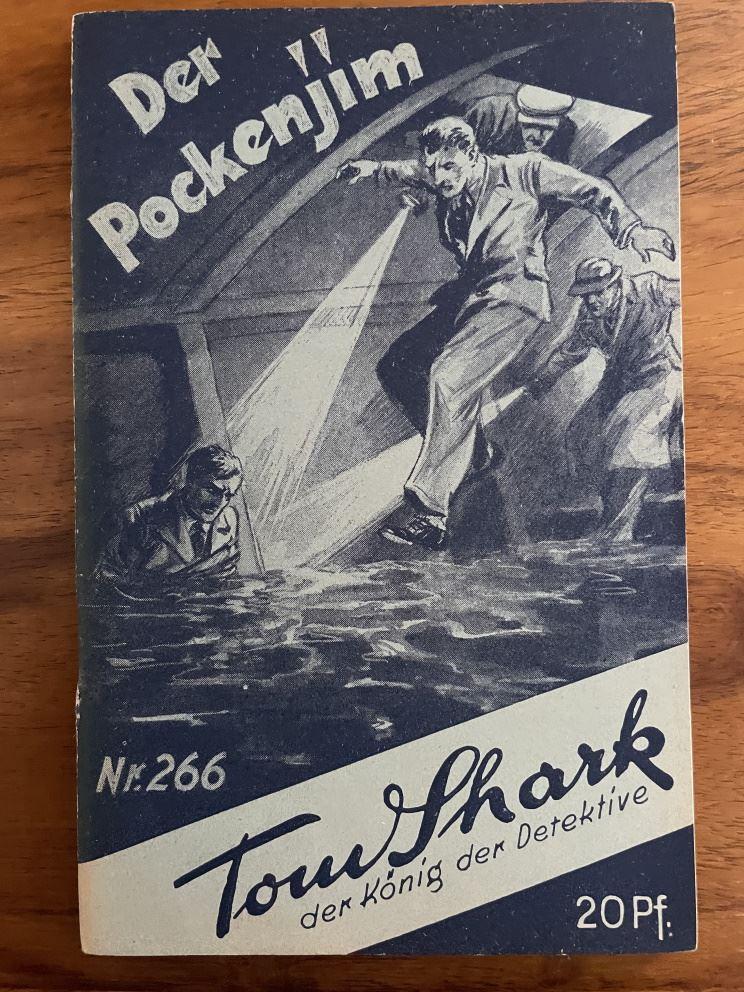 Der
Pockenjim
Nr. 266
Tom Shark
der König der Detektive
20 Pf.